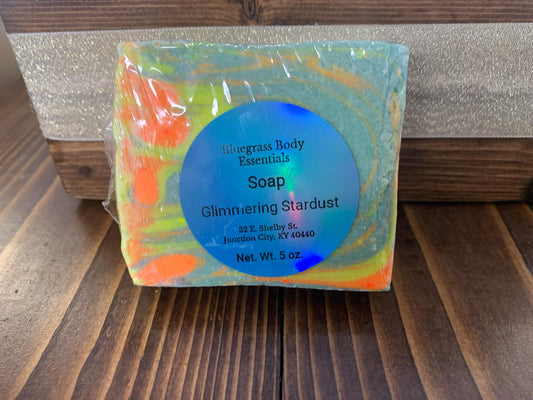 Bluegrass Body
Essentials
Soap
Glimmering Stardust
32 E. Shelby St.
Junction City, KY 40440
Net. Wt. 5 oz.